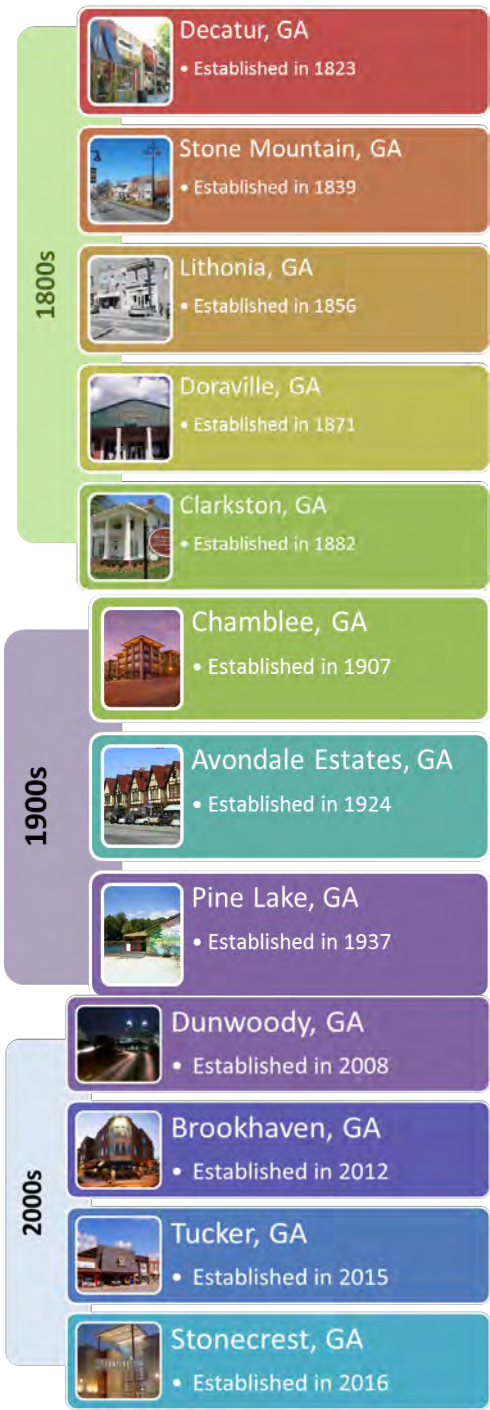 1800s
Decatur, GA
• Established in 1823
Stone Mountain, GA
• Established in 1839
Lithonia, GA
• Established in 1856
Doraville, GA
• Established in 1871
Clarkston, GA
• Established in 1882
1900s
Chamblee, GA
• Established in 1907
Avondale Estates, GA
• Established in 1924
Pine Lake, GA
• Established in 1937
2000s
Dunwoody, GA
• Established in 2008
Brookhaven, GA
• Established in 2012
Tucker, GA
• Established in 2015
Stonecrest, GA
• Established in 2016